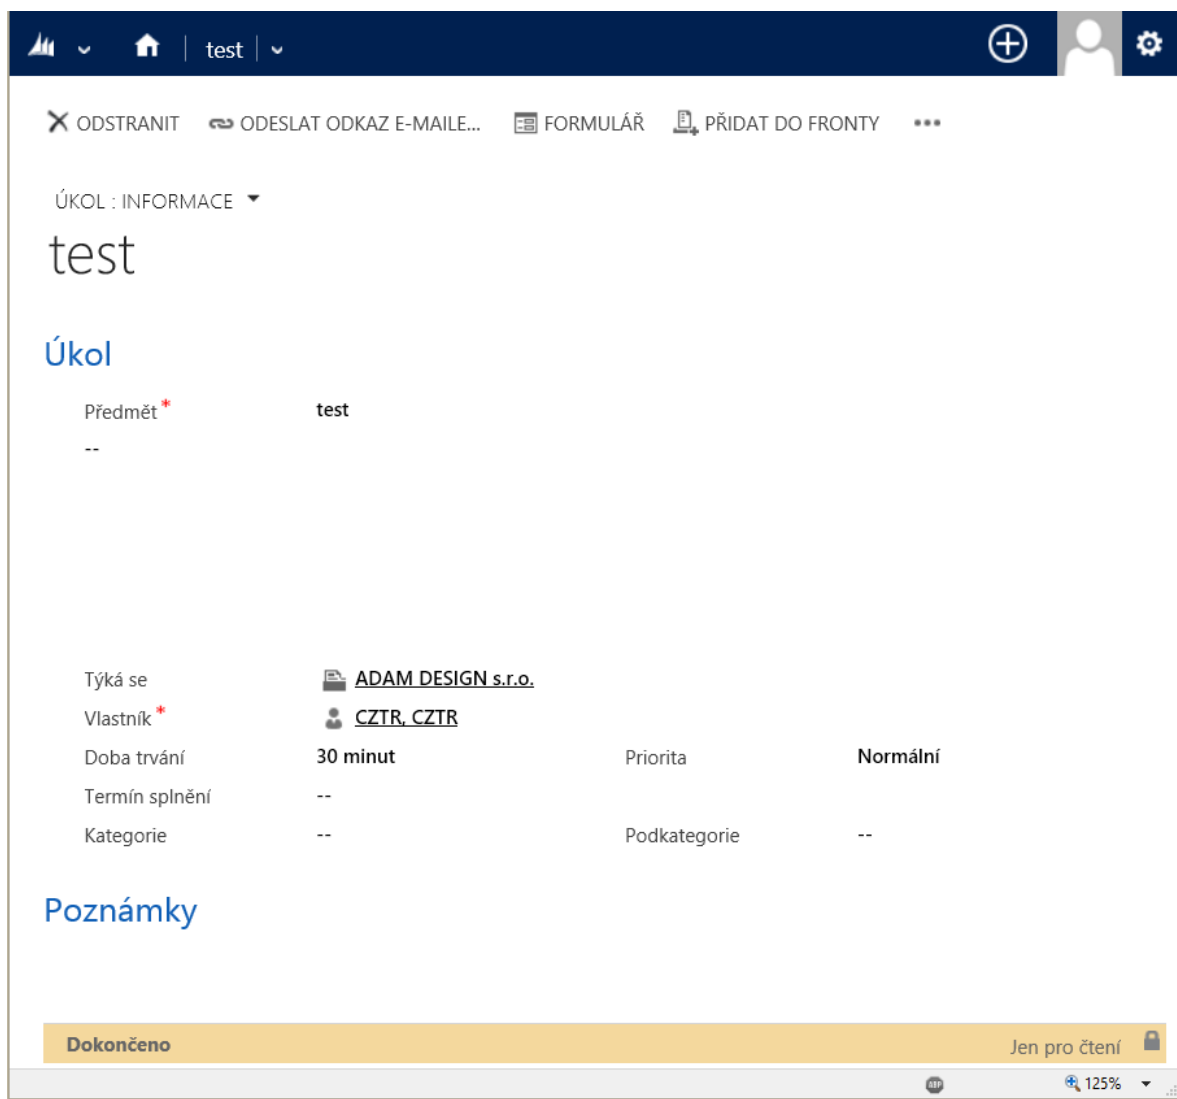 test
ODSTRANIT ODESLAT ODKAZ E-MAILE... FORMULÁŘ PŘIDAT DO FRONTY
ÚKOL : INFORMACE
test
Úkol
Předmět * test
--
Týká se ADAM DESIGN s.r.o.
Vlastník * CZTR, CZTR
Doba trvání 30 minut Priorita Normální
Termín splnění --
Kategorie -- Podkategorie --
Poznámky
Dokončeno Jen pro čtení
ABP 125%